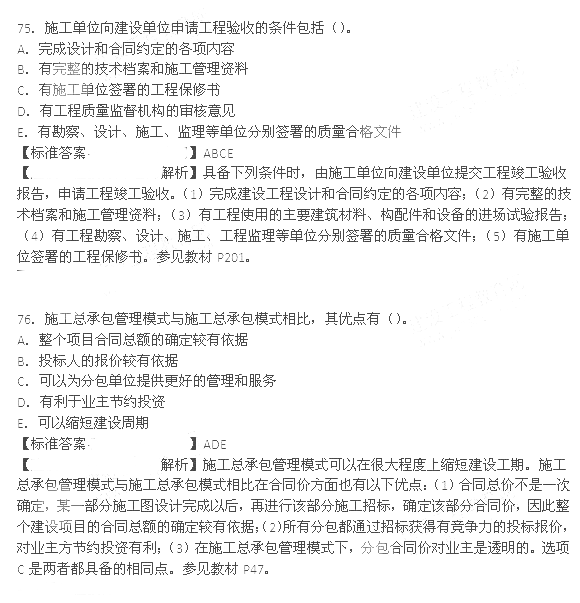 75. 施工单位向建设单位申请工程验收的条件包括（）。
A. 完成设计和合同约定的各项内容
B. 有完整的技术档案和施工管理资料
C. 有施工单位签署的工程保修书
D. 有工程质量监督机构的审核意见
E. 有勘察、设计、施工、监理等单位分别签署的质量合格文件
【标准答案 】ABCE
【 解析】具备下列条件时，由施工单位向建设单位提交工程竣工验收
报告，申请工程竣工验收。（1）完成建设工程设计和合同约定的各项内容；（2）有完整的技
术档案和施工管理资料；（3）有工程使用的主要建筑材料、构配件和设备的进场试验报告；
（4）有工程勘察、设计、施工、工程监理等单位分别签署的质量合格文件；（5）有施工单
位签署的工程保修书。参见教材 P201。
76. 施工总承包管理模式与施工总承包模式相比，其优点有（）。
A. 整个项目合同总额的确定较有依据
B. 投标人的报价较有依据
C. 可以为分包单位提供更好的管理和服务
D. 有利于业主节约投资
E. 可以缩短建设周期
【标准答案 】ADE
【 解析】施工总承包管理模式可以在很大程度上缩短建设工期。施工
总承包管理模式与施工总承包模式相比在合同价方面也有以下优点：（1）合同总价不是一次
确定，某一部分施工图设计完成以后，再进行该部分施工招标，确定该部分合同价，因此整
个建设项目的合同总额的确定较有依据；（2）所有分包都通过招标获得有竞争力的投标报价，
对业主方节约投资有利；（3）在施工总承包管理模式下，分包合同价对业主是透明的。选项
C 是两者都具备的相同点。参见教材 P47。